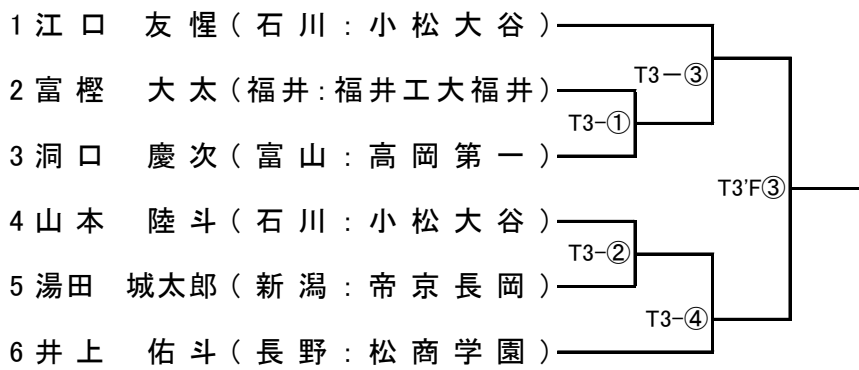 1 江口 友惺(石川:小松大谷)
T3-③
2 富樫 大太(福井:福井工大福井)
T3-①
3 洞口 慶次(富山:高岡第一)
T3'F③
4 山本 陸斗(石川:小松大谷)
T3-②
5 湯田 城太郎(新潟:帝京長岡)
T3-④
6 井上 佑斗(長野:松商学園)